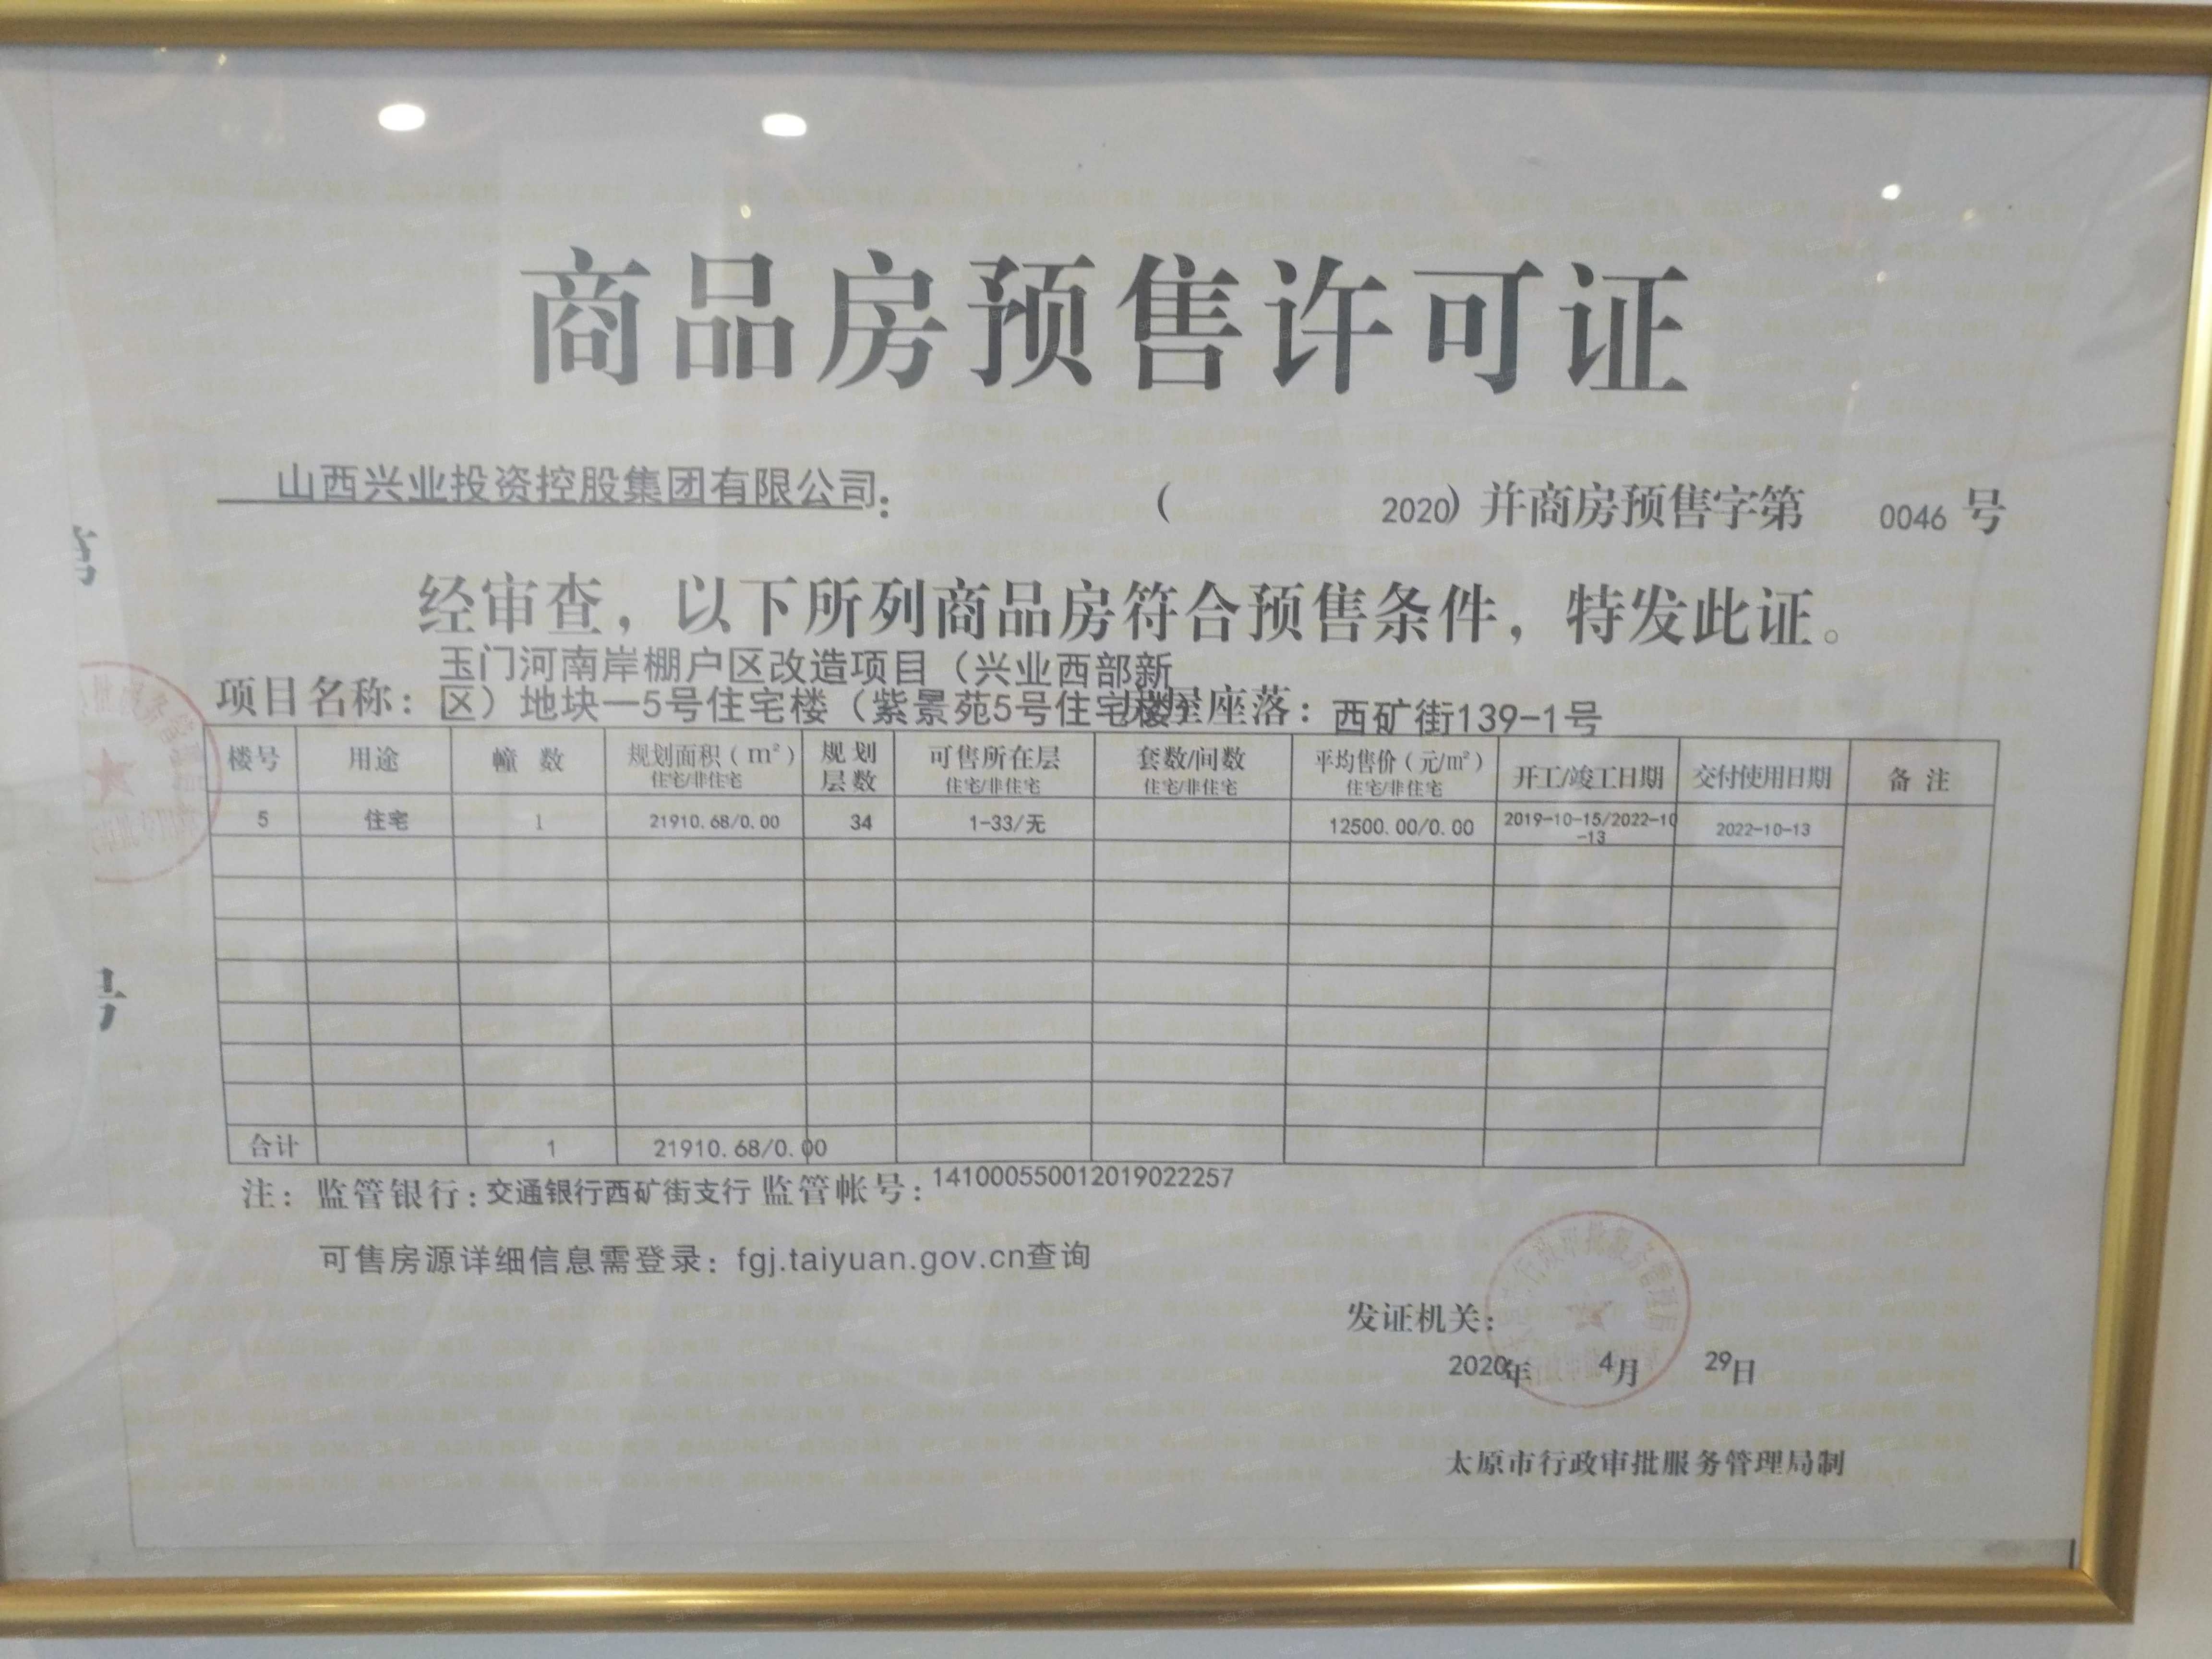 商品房预售许可证
山西兴业投资控股集团有限公司: ( 2020) 并商房预售字第 0046 号
第
经审查，以下所列商品房符合预售条件，特发此证。
玉门河南岸棚户区改造项目（兴业西部新
项目名称: 区）地块一5号住宅楼（紫景苑5号住宅楼） 房屋座落: 西矿街139-1号
楼号 用途 幢 数 规划面积（m²） 规划 可售所在层 套数/间数 平均售价（元/m²） 开工/竣工日期 交付使用日期 备 注
住宅/非住宅 层数 住宅/非住宅 住宅/非住宅 住宅/非住宅
5 住宅 1 21910.68/0.00 34 1-33/无 12500.00/0.00 2019-10-15/2022-10 2022-10-13
-13
号
合计 1 21910.68/0.00
注: 监管银行: 交通银行西矿街支行 监管帐号: 141000550012019022257
可售房源详细信息需登录: fgj.taiyuan.gov.cn查询
发证机关:
2020年 4月 29日
太原市行政审批服务管理局制